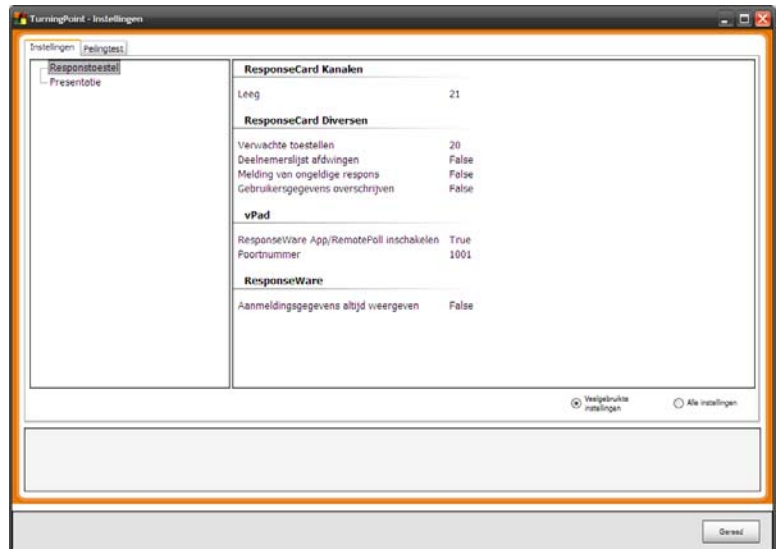 TurningPoint - Instellingen
Instellingen Peilingtest
Responstoestel
Presentatie
ResponseCard Kanalen
Leeg 21
ResponseCard Diversen
Verwachte toestellen 20
Deelnemerslijst afdwingen False
Melding van ongeldige respons False
Gebruikersgegevens overschrijven False
vPad
ResponseWare App/RemotePoll inschakelen True
Poortnummer 1001
ResponseWare
Aanmeldingsgegevens altijd weergeven False
Veelgebruikte
instellingen
Alle instellingen
Gereed